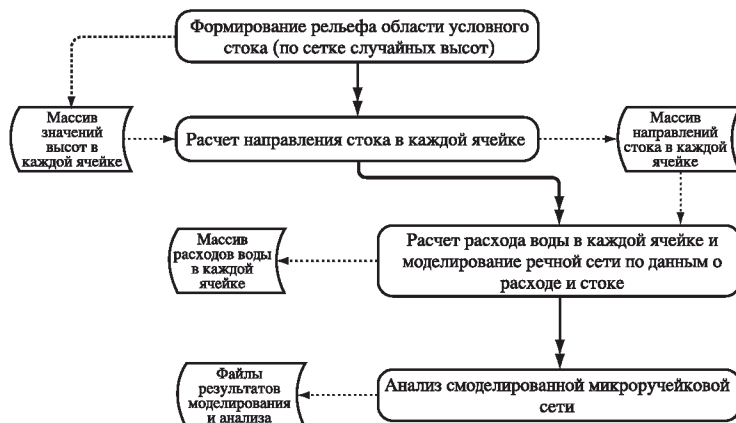 Формирование рельефа области условного
стока (по сетке случайных высот)
Массив
значений
высот в
каждой ячейке
Расчет направления стока в каждой ячейке
Массив
направлений
стока в каждой
ячейке
Массив
расходов воды
в каждой
ячейке
Расчет расхода воды в каждой ячейке и
моделирование речной сети по данным о
расходе и стоке
Файлы
результатов
моделирования
и анализа
Анализ смоделированной микроручейковой
сети